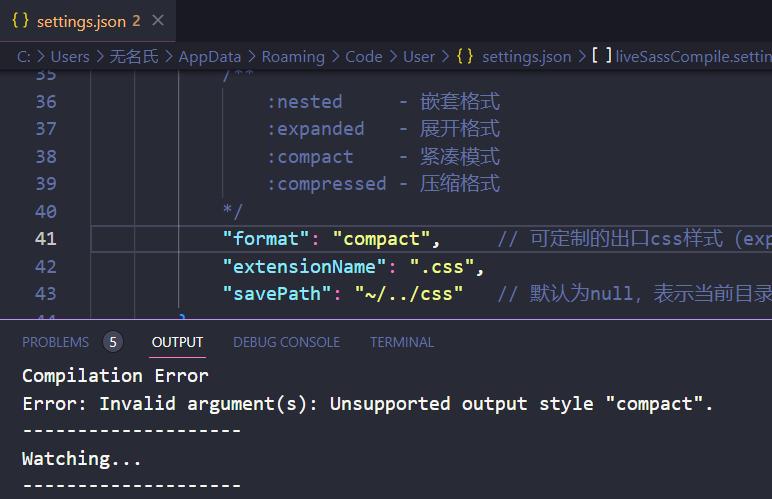 {} settings.json 2 ×
C: > Users > 无名氏 > AppData > Roaming > Code > User > {} settings.json > [ ] liveSassCompile.settin
35 /**
36 :nested - 嵌套格式
37 :expanded - 展开格式
38 :compact - 紧凑模式
39 :compressed - 压缩格式
40 */
41 "format": "compact", // 可定制的出口css样式（exp
42 "extensionName": ".css",
43 "savePath": "~/../css" // 默认为null，表示当前目录
44 }
PROBLEMS 5 OUTPUT DEBUG CONSOLE TERMINAL
Compilation Error
Error: Invalid argument(s): Unsupported output style "compact".
--------------------
Watching...
--------------------